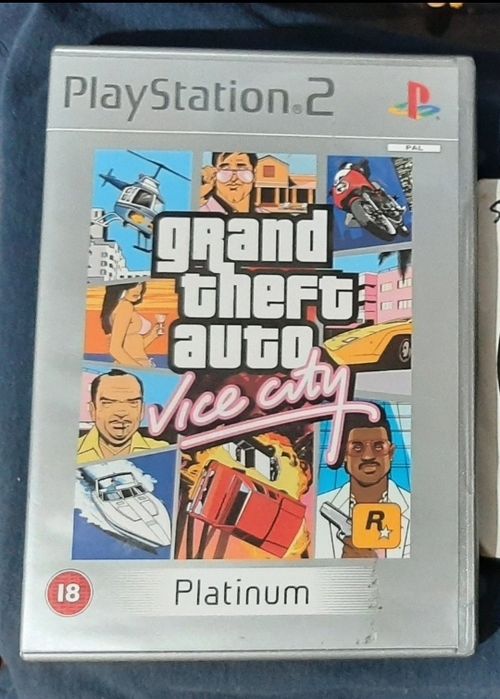 PlayStation®2
PAL
grand
theft
auto
Vice City
R
18
Platinum